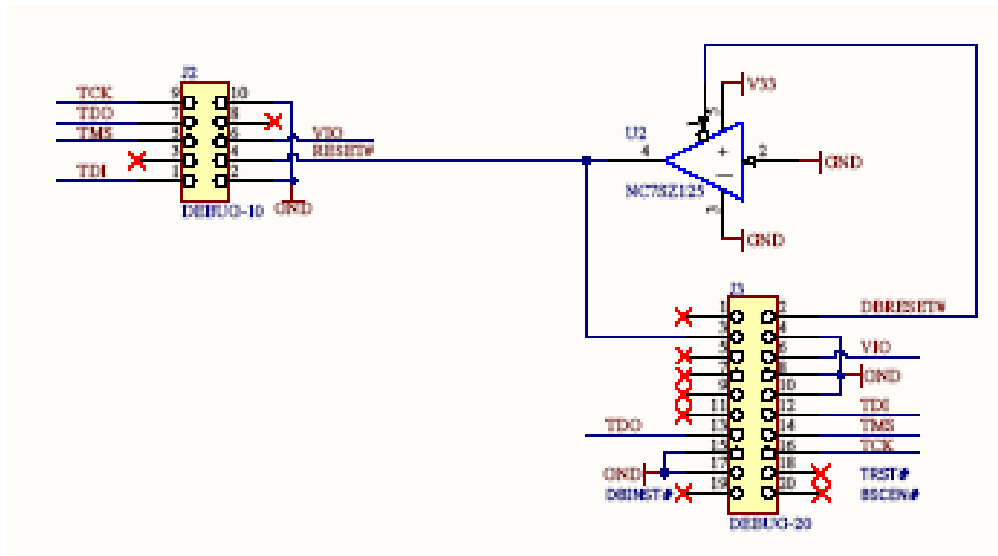 J2
TCK 9 10
TDO 7 8
TMS 5 6 VIO
3 4 RESET#
TDI 1 2
DEBUG-10 GND
V33
U2
4 2 GND
NC7SZ125
3
GND
J3
1 2 DBRESET#
3 4
5 6 VIO
7 8 GND
9 10
11 12 TDI
TDO 13 14 TMS
15 16 TCK
GND 17 18 TRST#
DBINST# 19 20 BSCEN#
DEBUG-20